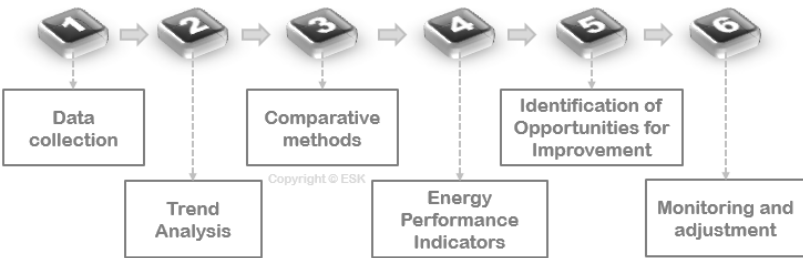 1
2
3
4
5
6
Data
collection
Trend
Analysis
Comparative
methods
Energy
Performance
Indicators
Identification of
Opportunities for
Improvement
Monitoring and
adjustment
Copyright © ESK